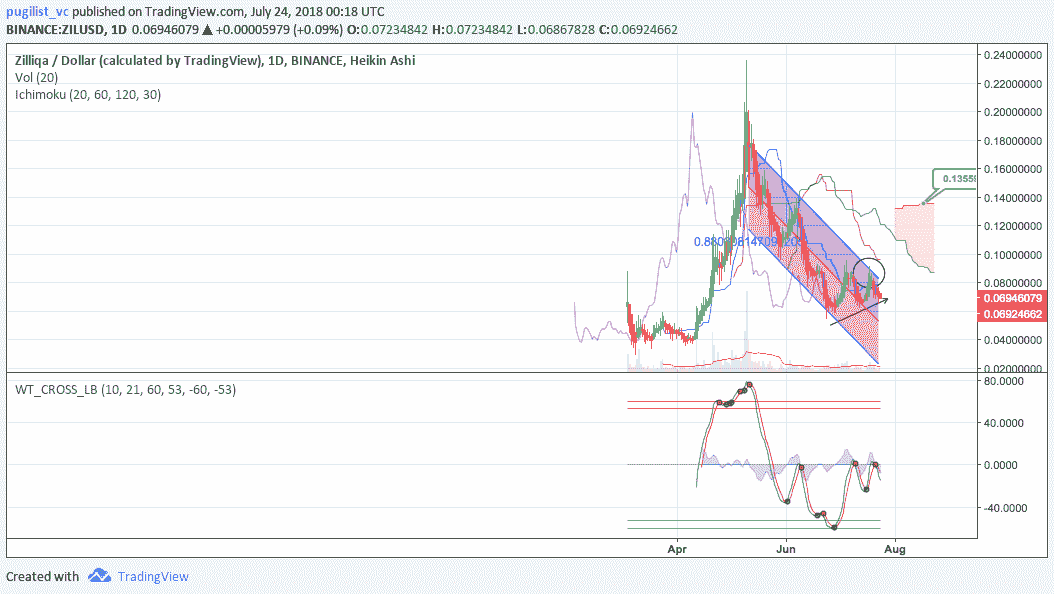 pugilist_vc published on TradingView.com, July 24, 2018 00:18 UTC
BINANCE:ZILUSD, 1D 0.06946079 ▲ +0.00005979 (+0.09%) O:0.07234842 H:0.07234842 L:0.06867828 C:0.06924662
Zilliqa / Dollar (calculated by TradingView), 1D, BINANCE, Heikin Ashi
Vol (20)
Ichimoku (20, 60, 120, 30)
0.24000000
0.22000000
0.20000000
0.18000000
0.16000000
0.1355
0.14000000
0.12000000
0.10000000
0.08000000
0.06946079
0.06924662
0.04000000
0.02000000
WT_CROSS_LB (10, 21, 60, 53, -60, -53)
80.0000
40.0000
0.0000
-40.0000
Apr Jun Aug
Created with TradingView